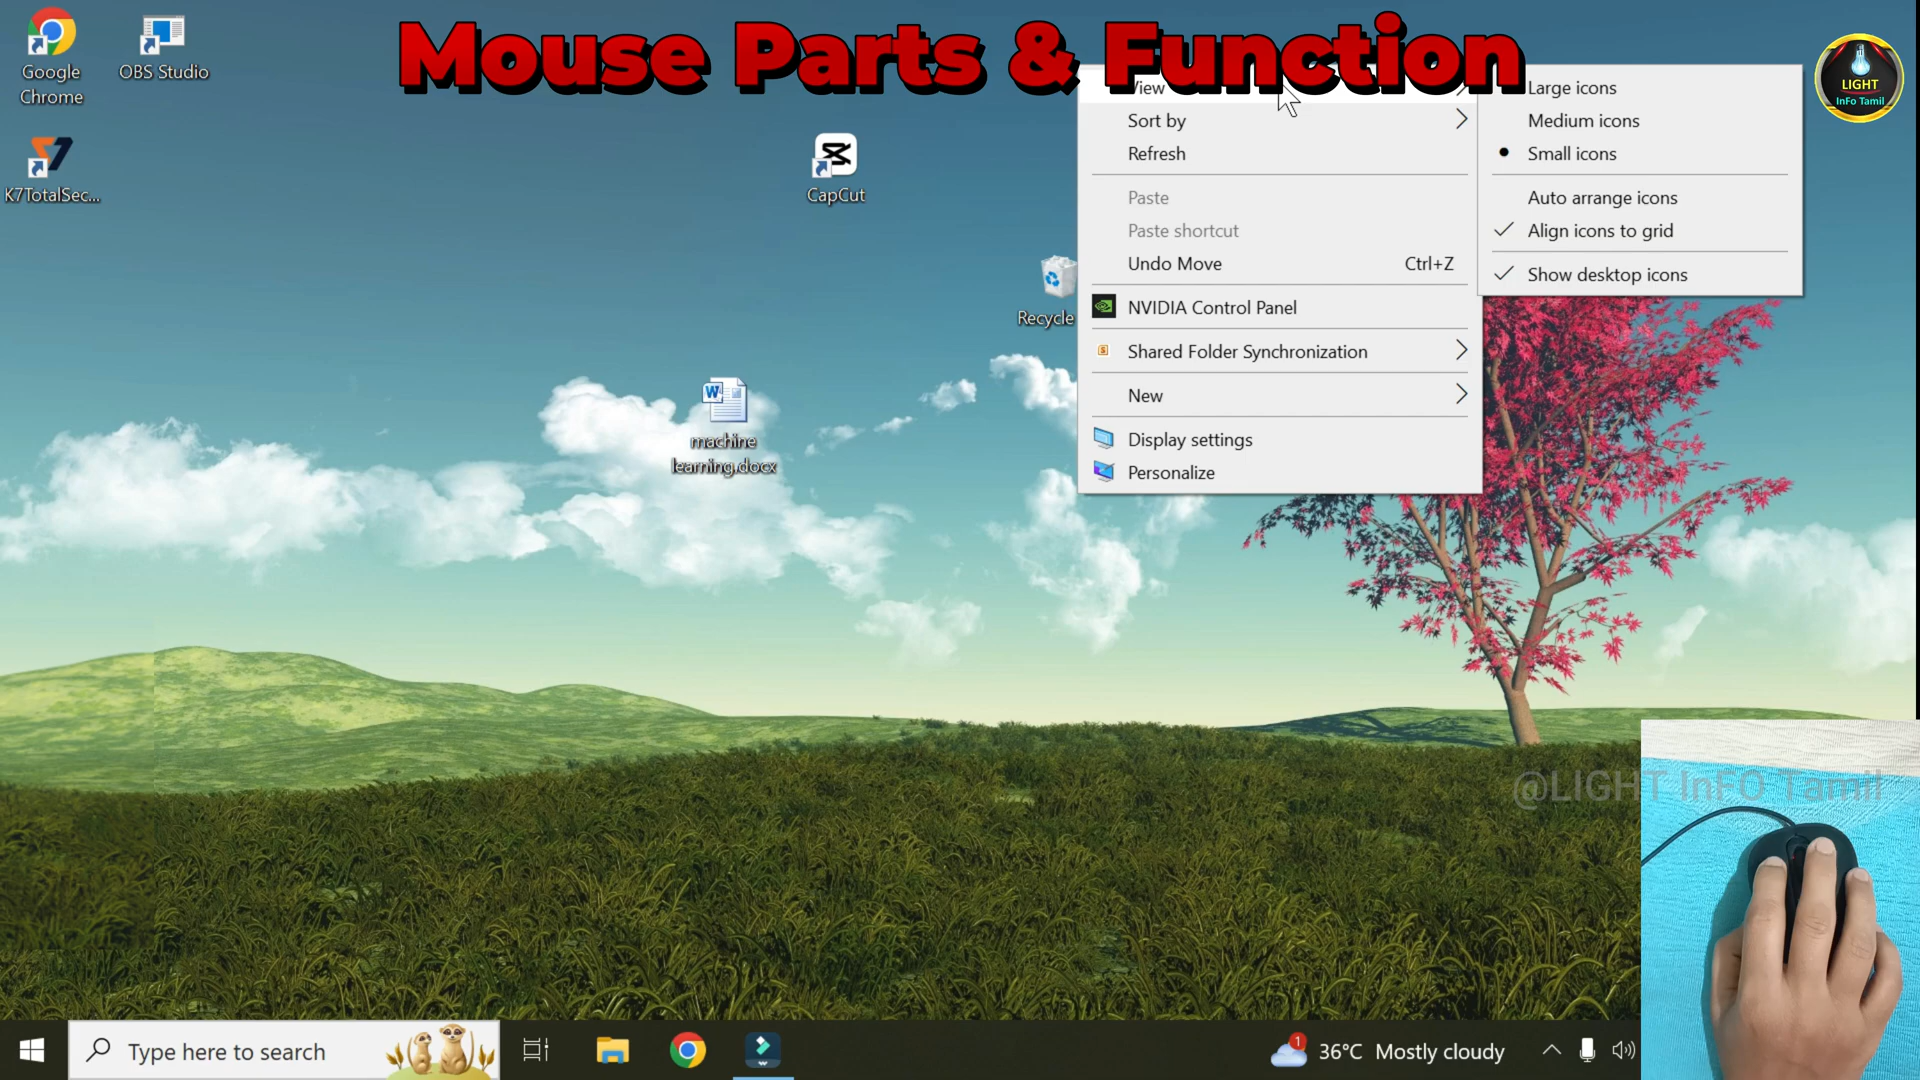 Mouse Parts & Function
Google
Chrome
OBS Studio
K7TotalSec...
CapCut
Recycle
machine
learning.docx
View
Sort by
Refresh
Paste
Paste shortcut
Undo Move Ctrl+Z
NVIDIA Control Panel
Shared Folder Synchronization
New
Display settings
Personalize
Large icons
Medium icons
Small icons
Auto arrange icons
Align icons to grid
Show desktop icons
LIGHT
InFo Tamil
@LIGHT InFO Tamil
Type here to search
1
36°C Mostly cloudy